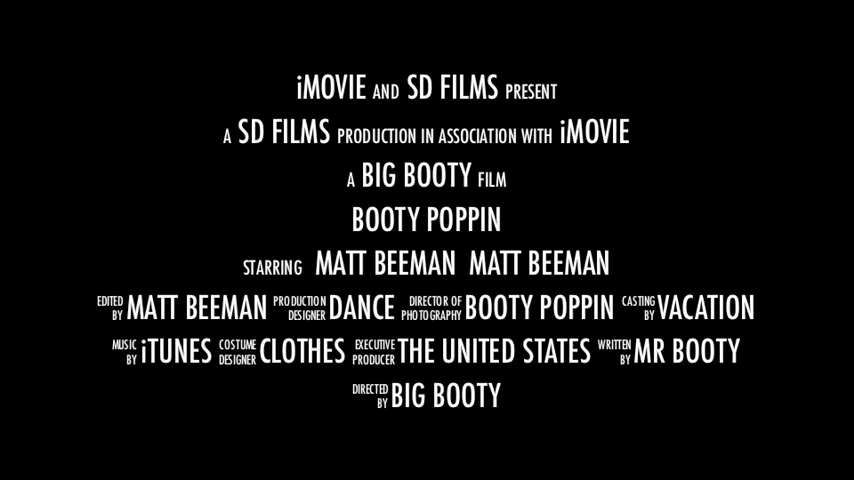 iMOVIE AND SD FILMS PRESENT
A SD FILMS PRODUCTION IN ASSOCIATION WITH iMOVIE
A BIG BOOTY FILM
BOOTY POPPIN
STARRING MATT BEEMAN MATT BEEMAN
EDITED BY MATT BEEMAN PRODUCTION DESIGNER DANCE DIRECTOR OF PHOTOGRAPHY BOOTY POPPIN CASTING BY VACATION
MUSIC BY iTUNES COSTUME DESIGNER CLOTHES EXECUTIVE PRODUCER THE UNITED STATES WRITTEN BY MR BOOTY
DIRECTED BY BIG BOOTY